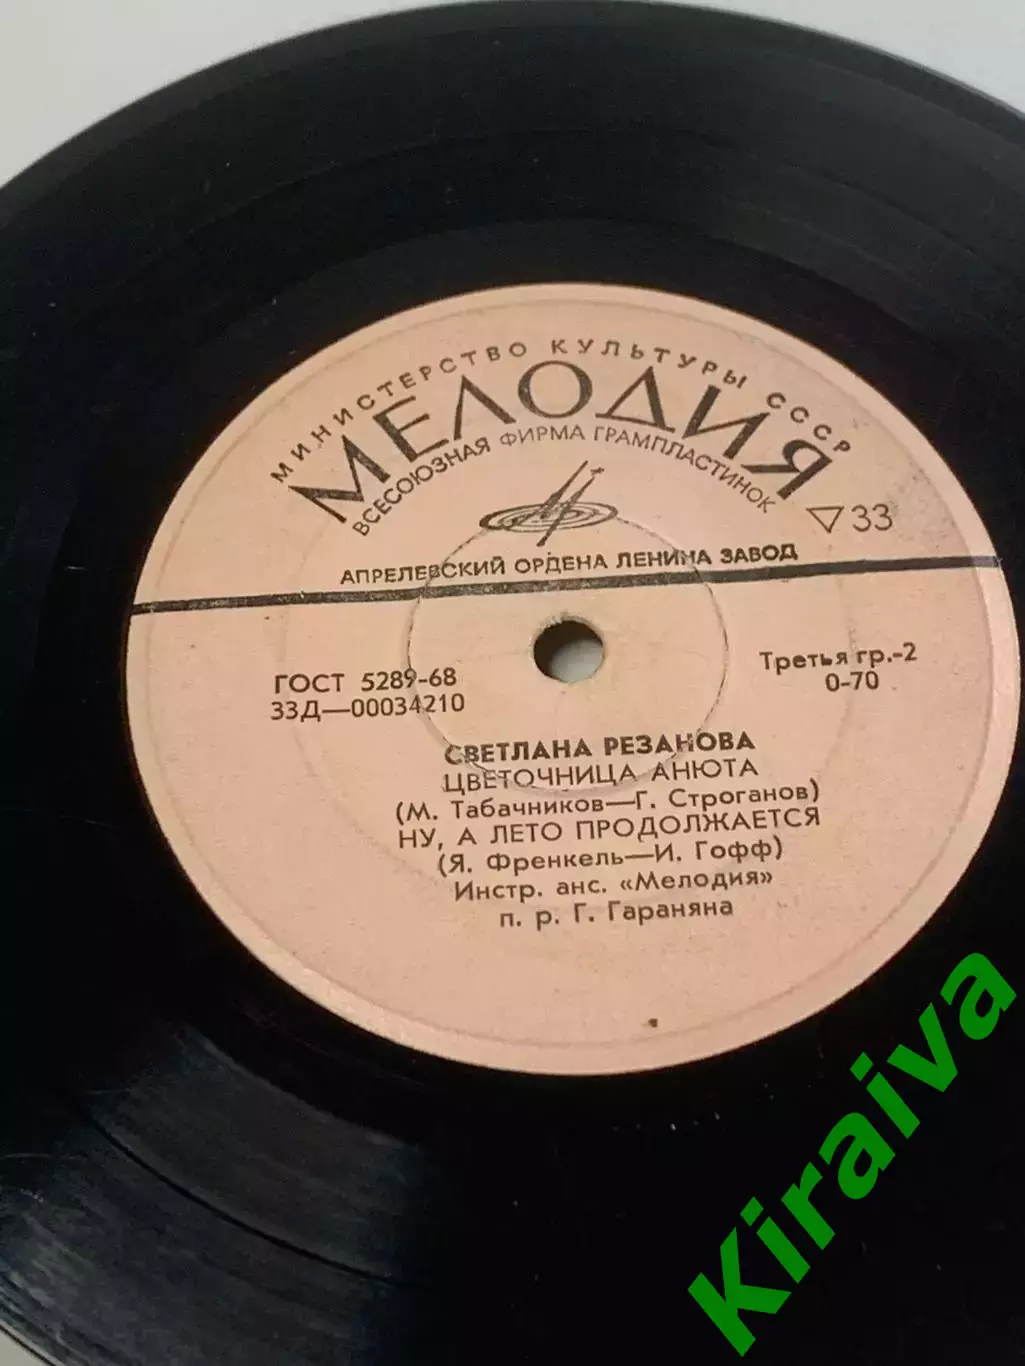 МИНИСТЕРСТВО КУЛЬТУРЫ СССР
МЕЛОДИЯ
ВСЕСОЮЗНАЯ ФИРМА ГРАМПЛАСТИНОК
33
АПРЕЛЕВСКИЙ ОРДЕНА ЛЕНИНА ЗАВОД
ГОСТ 5289-68
33Д—00034210
Третья гр.-2
0-70
СВЕТЛАНА РЕЗАНОВА
ЦВЕТОЧНИЦА АНЮТА
(М. Табачников—Г. Строганов)
НУ, А ЛЕТО ПРОДОЛЖАЕТСЯ
(Я. Френкель—И. Гофф)
Инстр. анс. «Мелодия»
п. р. Г. Гараняна
Kiraiva